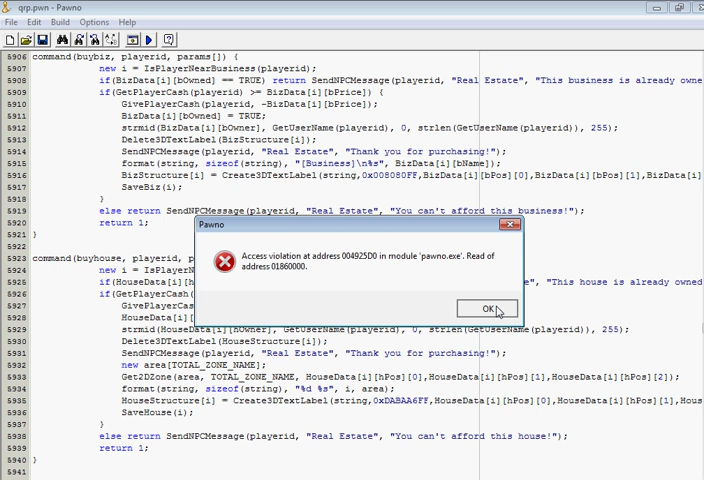 qrp.pwn - Pawno
File Edit Build Options Help
5906 command(buybiz, playerid, params[]) {
5907 new i = IsPlayerNearBusiness(playerid);
5908 if(BizData[i][bOwned] == TRUE) return SendNPCMessage(playerid, "Real Estate", "This business is already owne
5909 if(GetPlayerCash(playerid) >= BizData[i][bPrice]) {
5910 GivePlayerCash(playerid, -BizData[i][bPrice]);
5911 BizData[i][bOwned] = TRUE;
5912 strmid(BizData[i][bOwner], GetUserName(playerid), 0, strlen(GetUserName(playerid)), 255);
5913 Delete3DTextLabel(BizStructure[i]);
5914 SendNPCMessage(playerid, "Real Estate", "Thank you for purchasing!");
5915 format(string, sizeof(string), "[Business]\n%s", BizData[i][bName]);
5916 BizStructure[i] = Create3DTextLabel(string,0x008080FF,BizData[i][bPos][0],BizData[i][bPos][1],BizData[i]
5917 SaveBiz(i);
5918 }
5919 else return SendNPCMessage(playerid, "Real Estate", "You can't afford this business!");
5920 return 1;
5921 }
5922
5923 command(buyhouse, playerid, p
5924 new i = IsPlayerN
5925 if(HouseData[i][h e", "This house is already owned
5926 if(GetPlayerCash(
5927 GivePlayerCas
5928 HouseData[i][
5929 strmid(HouseData[i][hOwner], GetUserName(playerid), 0, strlen(GetUserName(playerid)), 255);
5930 Delete3DTextLabel(HouseStructure[i]);
5931 SendNPCMessage(playerid, "Real Estate", "Thank you for purchasing!");
5932 new area[TOTAL_ZONE_NAME];
5933 Get2DZone(area, TOTAL_ZONE_NAME, HouseData[i][hPos][0],HouseData[i][hPos][1],HouseData[i][hPos][2]);
5934 format(string, sizeof(string), "%d %s", i, area);
5935 HouseStructure[i] = Create3DTextLabel(string,0xDABAA6FF,HouseData[i][hPos][0],HouseData[i][hPos][1],Hous
5936 SaveHouse(i);
5937 }
5938 else return SendNPCMessage(playerid, "Real Estate", "You can't afford this house!");
5939 return 1;
5940 }
5941
Pawno
Access violation at address 004925D0 in module 'pawno.exe'. Read of
address 01860000.
OK